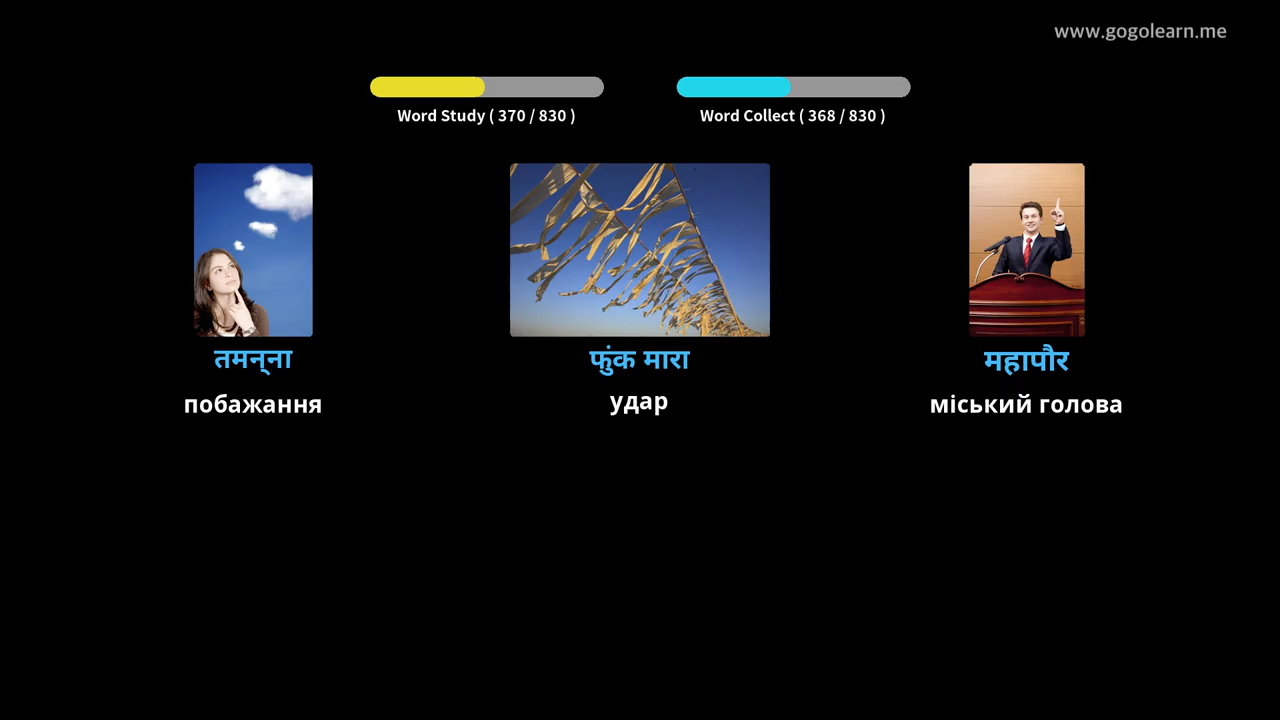 www.gogolearn.me
Word Study ( 370 / 830 )
Word Collect ( 368 / 830 )
तमन्‍ना
फुंक मारा
महापौर
побажання
удар
міський голова